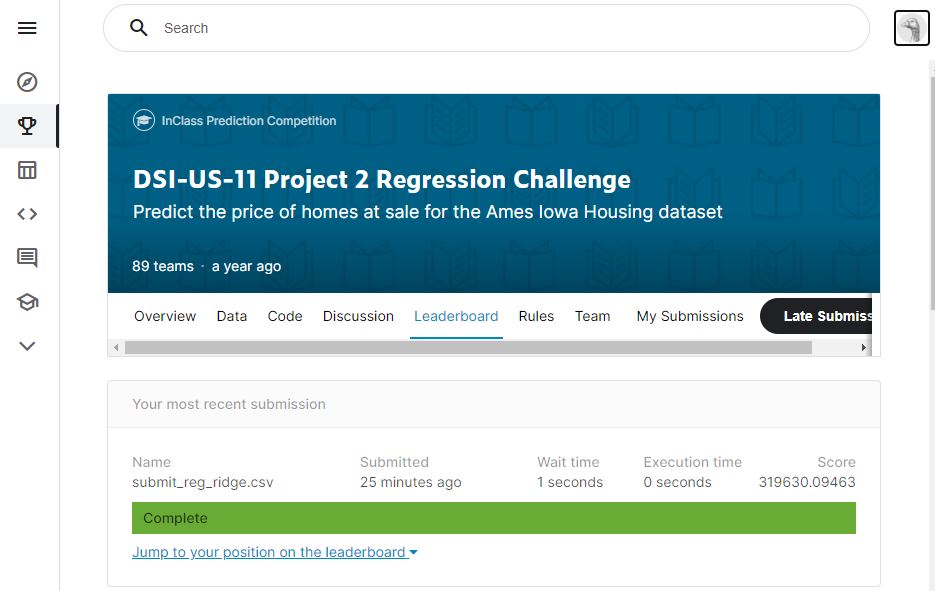 Search
InClass Prediction Competition
DSI-US-11 Project 2 Regression Challenge
Predict the price of homes at sale for the Ames Iowa Housing dataset
89 teams · a year ago
Overview Data Code Discussion Leaderboard Rules Team My Submissions Late Submiss
Your most recent submission
Name Submitted Wait time Execution time Score
submit_reg_ridge.csv 25 minutes ago 1 seconds 0 seconds 319630.09463
Complete
Jump to your position on the leaderboard